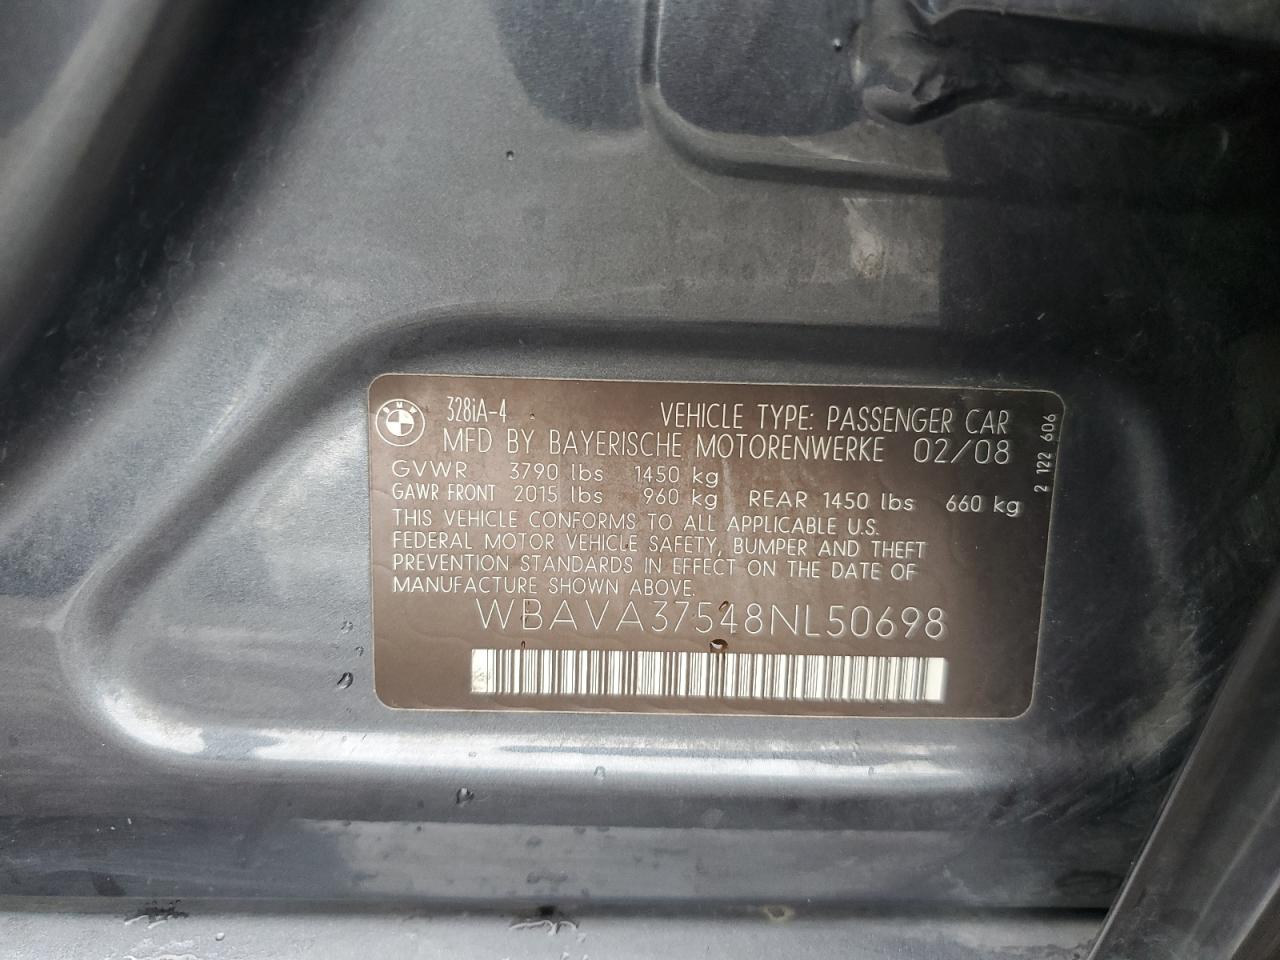 BMW
328iA-4 VEHICLE TYPE: PASSENGER CAR
MFD BY BAYERISCHE MOTORENWERKE 02/08
GVWR 3790 lbs 1450 kg
GAWR FRONT 2015 lbs 960 kg REAR 1450 lbs 660 kg
THIS VEHICLE CONFORMS TO ALL APPLICABLE U.S.
FEDERAL MOTOR VEHICLE SAFETY, BUMPER AND THEFT
PREVENTION STANDARDS IN EFFECT ON THE DATE OF
MANUFACTURE SHOWN ABOVE.
WBAVA37548NL50698
2 122 606